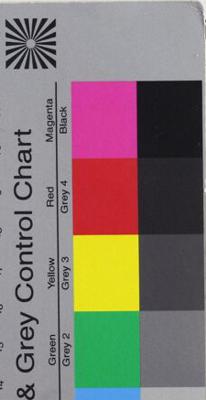 & Grey Control Chart
Green Yellow Red Magenta
Grey 2 Grey 3 Grey 4 Black